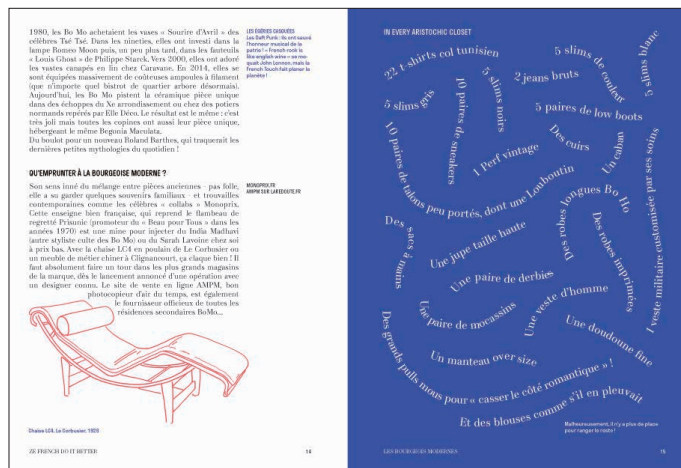 1980, les Bo Mo achetaient les vases « Sourire d'Avril » des
célèbres Tsé Tsé. Dans les nineties, elles ont investi dans la
lampe Romeo Moon puis, un peu plus tard, dans les fauteuils
« Louis Ghost » de Philippe Starck. Vers 2000, elles ont adoré
les vastes canapés en lin chez Caravane. En 2014, elles se
sont équipées massivement de coûteuses ampoules à filament
(que n'importe quel bistrot de quartier arbore désormais).
Aujourd'hui, les Bo Mo pistent la céramique pièce unique
dans des échoppes du Xe arrondissement ou chez des potiers
normands repérés par Elle Déco. Le résultat est le même : c'est
très joli mais toutes les copines ont aussi leur pièce unique,
hébergeant le même Begonia Maculata.
Du boulot pour un nouveau Roland Barthes, qui traquerait les
dernières petites mythologies du quotidien !
LES ÉGÉRIES CASQUÉES
Les Daft Punk : ils ont sauvé
l'honneur musical de la
patrie ! « French rock is
like english wine » se mo-
quait John Lennon, mais la
French Touch fait planer la
planète !
QU'EMPRUNTER À LA BOURGEOISE MODERNE ?
Son sens inné du mélange entre pièces anciennes - pas folle,
elle a su garder quelques souvenirs familiaux - et trouvailles
contemporaines comme les célèbres « collabs » Monoprix.
Cette enseigne bien française, qui reprend le flambeau de
regretté Prisunic (promoteur du « Beau pour Tous » dans les
années 1970) est une mine pour injecter du India Madhavi
(autre styliste culte des Bo Mo) ou du Sarah Lavoine chez soi
à prix bas. Avec la chaise LC4 en poulain de Le Corbusier ou
un meuble de métier chiner à Clignancourt, ça claque bien ! Il
faut absolument faire un tour dans les plus grands magasins
de la marque, dès le lancement annoncé d'une opération avec
un designer connu. Le site de vente en ligne AMPM, bon
photocopieur d'air du temps, est également
le fournisseur officieux de toutes les
résidences secondaires BoMo...
MONOPRIX.FR
AMPM SUR LAREDOUTE.FR
Chaise LC4, Le Corbusier, 1928
ZE FRENCH DO IT BETTER
14
IN EVERY ARISTOCHIC CLOSET
22 t-shirts col tunisien
5 slims de couleur
5 slims blanc
5 slims gris
10 paires de sneakers
5 slims noirs
2 jeans bruts
5 paires de low boots
10 paires de talons peu portés, dont une Louboutin
1 Perf vintage
Des cuirs
Un caban
1 veste militaire customisée par ses soins
Des sacs à mains
Une jupe taille haute
Des robes longues Bo Ho
Des robes imprimées
Une paire de derbies
Une paire de mocassins
Une veste d'homme
Une doudoune fine
Des grands pulls mous pour « casser le côté romantique » !
Un manteau over size
Et des blouses comme s'il en pleuvait
Malheureusement, il n'y a plus de place
pour ranger le reste !
LES BOURGEOIS MODERNES
15